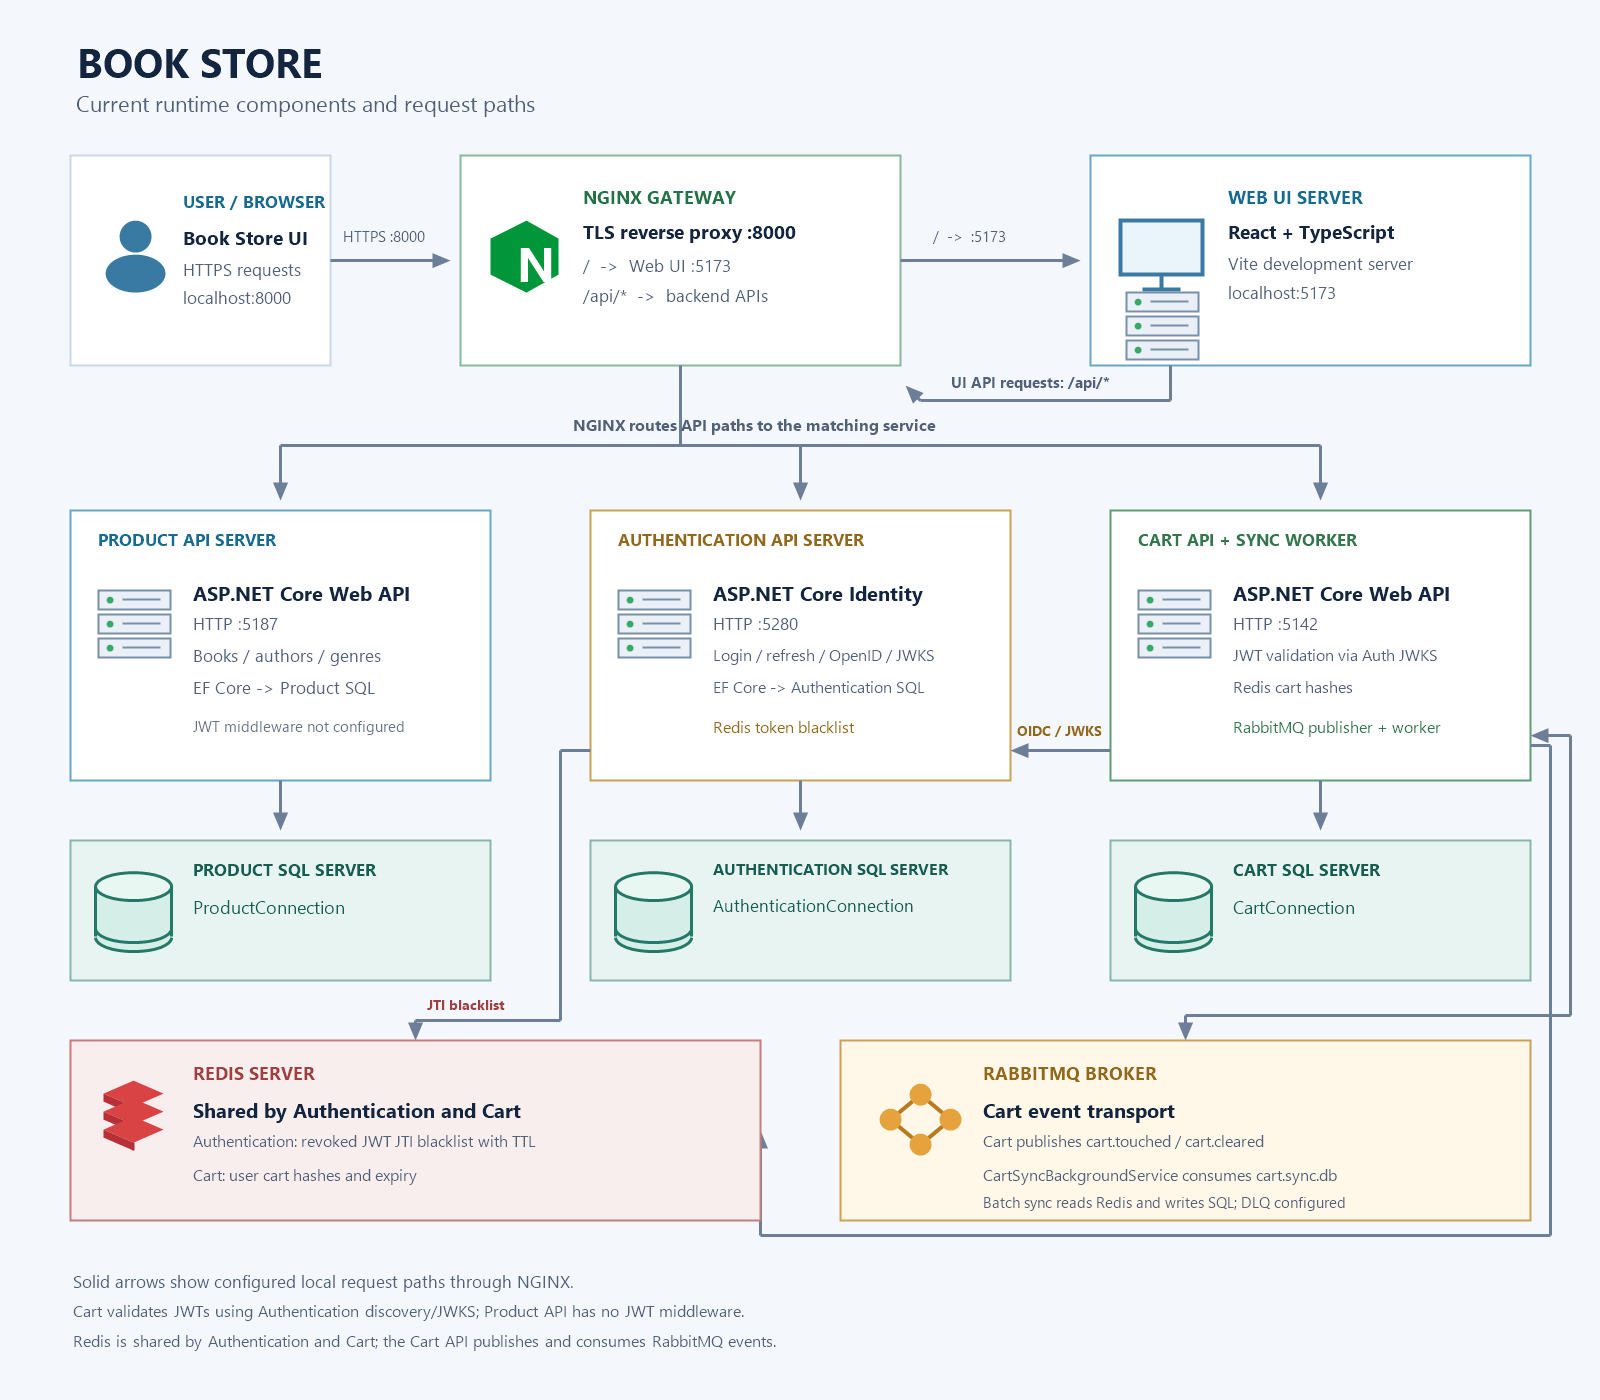 BOOK STORE
Current runtime components and request paths
USER / BROWSER
Book Store UI
HTTPS requests
localhost:8000
HTTPS :8000
NGINX GATEWAY
TLS reverse proxy :8000
/ -> Web UI :5173
/api/* -> backend APIs
N
/ -> :5173
WEB UI SERVER
React + TypeScript
Vite development server
localhost:5173
UI API requests: /api/*
NGINX routes API paths to the matching service
PRODUCT API SERVER
ASP.NET Core Web API
HTTP :5187
Books / authors / genres
EF Core -> Product SQL
JWT middleware not configured
AUTHENTICATION API SERVER
ASP.NET Core Identity
HTTP :5280
Login / refresh / OpenID / JWKS
EF Core -> Authentication SQL
Redis token blacklist
OIDC / JWKS
CART API + SYNC WORKER
ASP.NET Core Web API
HTTP :5142
JWT validation via Auth JWKS
Redis cart hashes
RabbitMQ publisher + worker
PRODUCT SQL SERVER
ProductConnection
AUTHENTICATION SQL SERVER
AuthenticationConnection
CART SQL SERVER
CartConnection
JTI blacklist
REDIS SERVER
Shared by Authentication and Cart
Authentication: revoked JWT JTI blacklist with TTL
Cart: user cart hashes and expiry
RABBITMQ BROKER
Cart event transport
Cart publishes cart.touched / cart.cleared
CartSyncBackgroundService consumes cart.sync.db
Batch sync reads Redis and writes SQL; DLQ configured
Solid arrows show configured local request paths through NGINX.
Cart validates JWTs using Authentication discovery/JWKS; Product API has no JWT middleware.
Redis is shared by Authentication and Cart; the Cart API publishes and consumes RabbitMQ events.